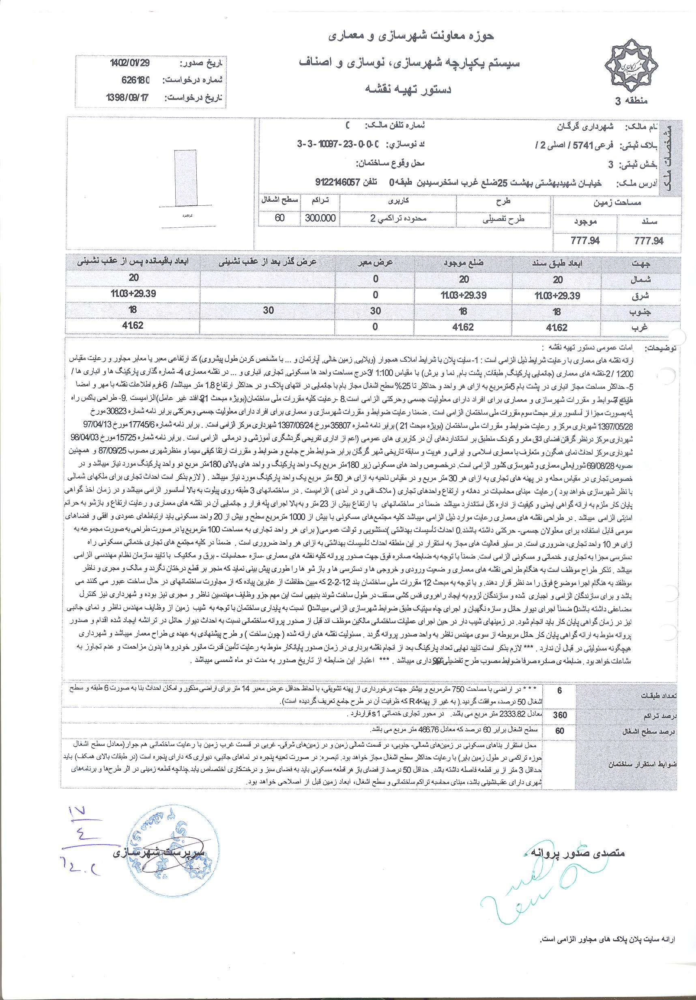 حوزه معاونت شهرسازی و معماری
سیستم یکپارچه شهرسازی، نوسازی و اصناف
دستور تهیه نقشه
منطقه 3
تاریخ صدور: 1402/01/29
شماره درخواست: 626180
تاریخ درخواست: 1398/09/17
مشخصات ملک
نام مالک: شهرداری گرگان شماره تلفن مالک: 0
پلاک ثبتی: فرعی 5741 / اصلی 2 / کد نوسازی: 3-3-10097-23-0-0-0
بخش ثبتی: 3 محل وقوع ساختمان:
آدرس ملک: خیابان شهیدبهشتی بهشت 25ضلع غرب استخرسیدین طبقه0 تلفن 9122146057
مساحت زمین طرح کاربری تراکم سطح اشغال
سند موجود طرح تفصیلی محدوده تراکمي 2 300.000 60
777.94 777.94
جهت ابعاد طبق سند ضلع موجود عرض معبر عرض گذر بعد از عقب نشینی ابعاد باقیمانده پس از عقب نشینی
شمال 20 20 0 20
شرق 11.03+29.39 11.03+29.39 0 11.03+29.39
جنوب 18 18 30 30 18
غرب 41.62 41.62 0 41.62
توضیحات: امات عمومی دستور تهیه نقشه :
ارائه نقشه های معماری با رعایت شرایط ذیل الزامی است : 1- سایت پلان با شرایط املاک همجوار (ویلایی, زمین خالی, آپارتمان و ... با مشخص کردن طول پیشروی) کد ارتفاعی معبر یا معابر مجاور و رعایت مقیاس
1:200 / 2-نقشه های معماری (جانمایی پارکینگ, طبقات, پشت بام, نما و برش) با مقیاس 1:100 /3-درج مساحت واحد ها مسکونی, تجاری, انباری و ... در نقشه معماری 4- شماره گذاری پارکینگ ها و انباری ها /
5- حداکثر مساحت مجاز انباری در پشت بام 5مترمربع به ازای هر واحد و حداکثر تا 25% سطح اشغال مجاز بام با جانمایی در انتهای پلاک و در حداکثر ارتفاع 1.8 متر میباشد/ 6-فرم اطلاعات نقشه با مهر و امضا
ضوابط و مقررات شهرسازی و معماری برای افراد دارای معلولیت جسمی وحرکتی الزامی است.8 -رعایت کلیه مقررات ملی ساختمان(بویژه مبحث 21 پدافند غیر عامل)الزامیست .9- طراحی باکس راه
پله بصورت مجزا از آسانسور برابر مبحث سوم مقررات ملی ساختمان الزامی است . ضمنا رعایت ضوابط و مقررات شهرسازی و معماری برای افراد دارای معلولیت جسمی وحرکتی برابر نامه شماره 30823 مورخ
1397/05/28 شهرداری مرکز و رعایت ضوابط و مقررات ملی ساختمان (بویژه مبحث 21 ) برابر نامه شماره 35807 مورخ 1397/06/24 شهرداری مرکز الزامی است. . برابر نامه شماره 17745/6 مورخ 97/04/13
شهرداری مرکز درنظر گرفتن فضای اتاق مادر و کودک منطبق بر استانداردهای آن در کاربری های عمومی (اعم از اداری تفریحی گردشگری آموزشی و درمانی الزامی است . برابر نامه شماره 15725 مورخ 98/04/03
شهرداری مرکز احداث نمای همگون و متعارف با معماری اسلامی و ایرانی و هویت و سابقه تاریخی شهر گرگان برابر ضوابط طرح جامع و ضوابط و مقررات ارتقا کیفی سیما و منظرشهری مصوب 87/09/25 و همچنین
مصوبه 69/08/28 شورایعلی معماری و شهرسازی کشور الزامی است. درخصوص واحد های مسکونی زیر 180متر مربع یک واحد پارکینگ و واحد های بالای 180متر مربع دو واحد پارکینگ مورد نیاز میباشد و در
خصوص تجاری در مقیاس محله و در پهنه های تجاری به ازای هر 30 متر مربع و در مقیاس ناحیه به ازای هر 50 متر مربع یک واحد پارکینگ مورد نیاز میباشد . ( لازم بذکر است احداث تجاری برای ملکهای شمالی
با نظر شهرسازی خواهد بود ) رعایت مبنای محاسبات در دهانه و ارتفاع واحدهای تجاری ( ملاک فنی و در آمدی ) الزامیست . در ساختمانهای 3 طبقه روی پیلوت به بالا آسانسور الزامی میباشد و در زمان اخذ گواهی
پایان کار ملزم به ارائه گواهی ایمنی و کیفیت از اداره کل استاندارد میباشد ضمناً در ساختمانهای با ارتفاع بیش از 23 متر و به بالا اجرای پله فرار و جانمایی آن در نقشه های معماری و رعایت ارتفاع و بازشو به حرائم
امنیتی الزامی میباشد . در طراحی نقشه های معماری رعایت موارد ذیل الزامی میباشد کلیه مجتمع‌های مسکونی با بیش از 1000 مترمربع سطح و بیش از 20 واحد مسکونی باید ارتباطهای عمودی و افقی و فضاهای
عمومی قابل استفاده برای معلولان جسمی- حرکتی داشته باشند.0 احداث تأسیسات بهداشتی )دستشویی و توالت عمومی( برای هر واحد تجاری به مساحت 100 مترمربع یا در صورت طراحی به صورت مجموعه به
ازای هر 10 واحد تجاری، ضروری است. در سایر فعالیت های مجاز به استقرار در این منطقه احداث تأسیسات بهداشتی به ازای هر واحد ضروری است . ضمناً در کلیه مجتمع های تجاری خدماتی مسکونی راه
دسترسی مجزا به تجاری و خدماتی و مسکونی الزامی است. ضمناً با توجه به ضابطه صادره فوق جهت صدور پروانه کلیه نقشه های معماری -سازه -محاسبات - برق و مکانیک با تایید سازمان نظام مهندسی الزامی
میباشد . تذکر طراح موظف است به هنگام طراحی نقشه های معماری و ضعیت ورودی و خروجی ها و دسترسی ها و باز شو ها را طوری پیش بینی نماید که منجر بر قطع درختان نگردد و مالک و مجری و ناظر
موظفند به هنگام اجرا موضوع فوق را مد نظر قرار دهند. و با توجه به مبحث 12 مقررات ملی ساختمان بند 12-2-2 که مبین حفاظت از عابرین پیاده که از مجاورت ساختمانهای در حال ساخت عبور می کنند می
باشد و برای سازندگان الزامی و اجباری شده و سازندگان لزوم به ایجاد راهروی فنس کشی مسقف در طول ساخت شوند بدیهی است این مهم جزو وظایف مهندسین ناظر و مجری نیز بوده و شهرداری نیز کنترل
مضاعفی داشته باشد0 ضمناً اجرای دیوار حائل و سازه نگهبان و اجرای چاه سپتیک طبق ضوابط شهرسازی الزامی میباشد0 نسبت به پایداری ساختمان با توجه به شیب زمین از وظایف مهندس ناظر و نمای جانبی
نیز در زمان گواهی پایان کار باید انجام شود. در زمینهای شیب دار در حین اجرای عملیات ساختمانی مالکین موظف اند قبل از صدور پروانه ساختمانی نسبت به احداث دیوار حائل در ترانشه ایجاد شده اقدام و صدور
پروانه منوط به ارائه گواهی پایان کار حائل مربوطه از سوی مهندس ناظر به واحد صدور پروانه گردد . مسئولیت نقشه های ارائه شده ( چون ساخت ) و طرح پیشنهادی به عهده ی طراح معمار میباشد و شهرداری
هیچگونه مسئولیتی در قبال آن ندارد . *** لازم بذکر است تایید نهایی تعداد پارکینگ بعد از انجام نقشه برداری در زمان صدور پایانکار منوط به رعایت تأمین قدرت مانور خودروها بدون مزاحمت و عدم تجاوز به
مشاعات خواهد بود . ضابطه ی صادره صرفا ضوابط مصوب طرح تفضیلی شهرداری میباشد . *** اعتبار این ضابطه از تاریخ صدور به مدت دو ماه شمسی میباشد .
تعداد طبقات 6 *** در اراضی با مساحت 750 مترمربع و بیشتر جهت برخورداری از پهنه تشویقی، با لحاظ حداقل عرض معبر 14 متر برای اراضی مذکور و امکان احداث بنا به صورت 6 طبقه و سطح
اشغال 50 درصد، موافقت گردید.( به غیر از پهنهR4 که ظرفیت آن در طرح جامع تعریف گردیده است).
درصد تراکم 360 معادل 2333.82 متر مربع می باشد. در محور تجاری خدماتی s1 قراردارد .
درصد سطح اشغال 60 سطح اشغال برابر 60 درصد که معادل 466.76 متر مربع می باشد.
ضوابط استقرار ساختمان محل استقرار بناهای مسکونی در زمین‌های شمالی- جنوبی، در قسمت شمالی زمین و در زمین‌های شرقی- غربی در قسمت غرب زمین با رعایت ساختمانی هم جوار(معادل سطح اشغال
حوزه تراکمی در طول زمین بایر) با رعایت حداکثر سطح اشغال مجاز خواهد بود. تبصره: در صورت تعبیه پنجره در نماهای جانبی، دیواری که دارای پنجره است (در طبقات بالای همکف) باید
حداقل 3 متر از بر قطعه فاصله داشته باشد. حداقل 50 درصد از فضای باز هر قطعه مسکونی باید به فضای سبز و درختکاری اختصاص یابد.چنانچه قطعه زمینی در اثر طرح‌ها و برنامه‌های
شهری دارای عقب‌نشینی باشد، مبنای محاسبه تراکم ساختمانی و سطح اشغال، ابعاد زمین قبل از اصلاحی خواهد بود.
متصدی صدور پروانه سرپرست شهرسازی
۱۷
۴
ارائه سایت پلان پلاک های مجاور الزامی است.